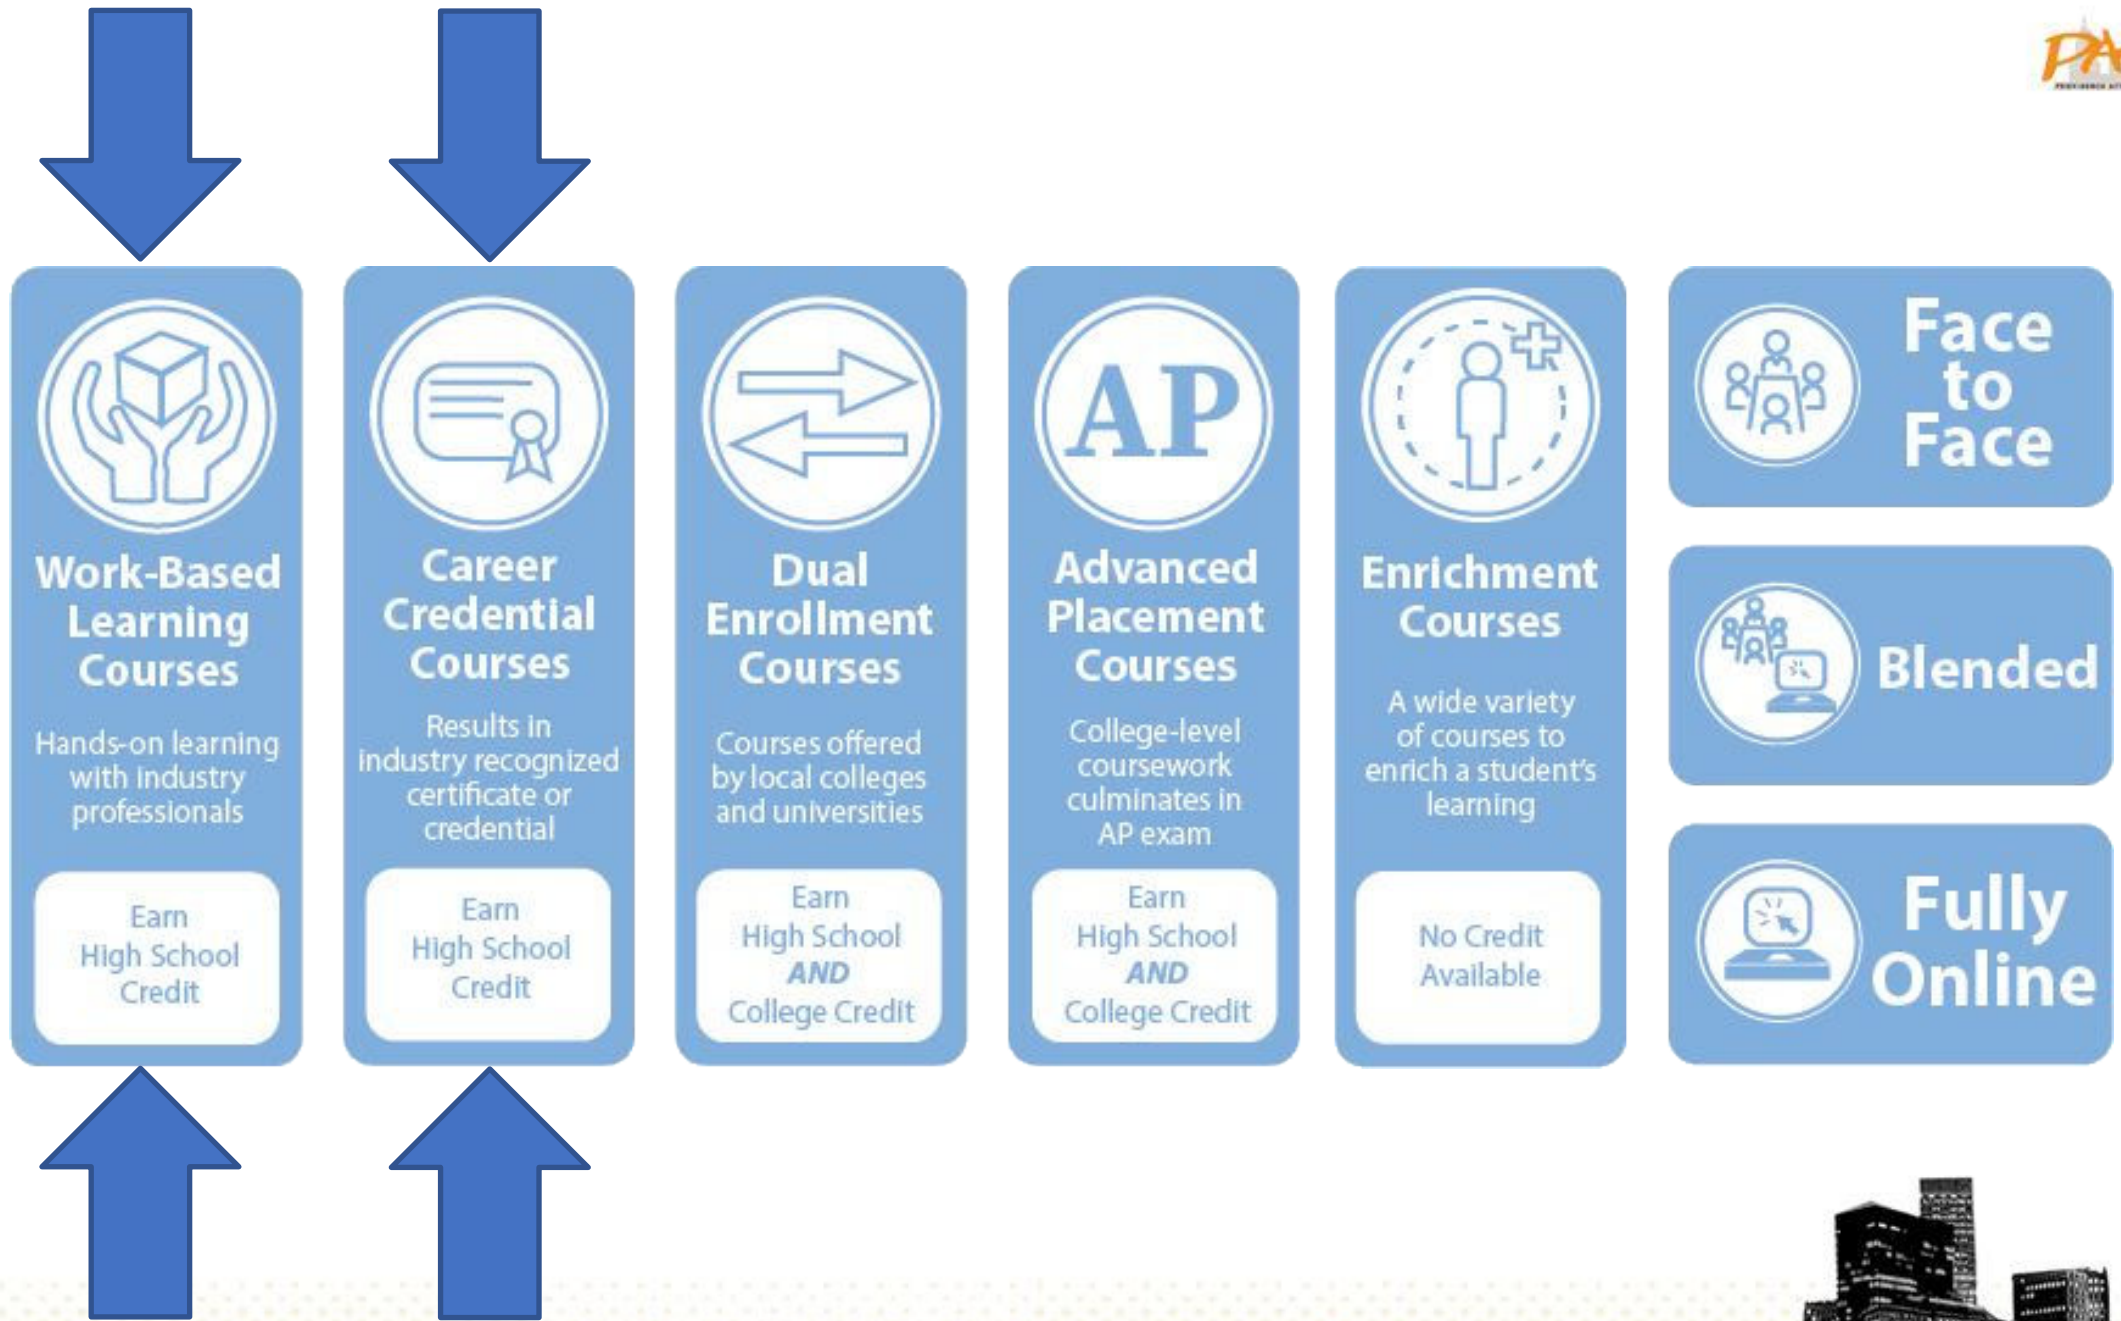 PA
Work-Based
Learning
Courses
Hands-on learning
with industry
professionals
Earn
High School
Credit
Career
Credential
Courses
Results in
industry recognized
certificate or
credential
Earn
High School
Credit
Dual
Enrollment
Courses
Courses offered
by local colleges
and universities
Earn
High School
AND
College Credit
AP
Advanced
Placement
Courses
College-level
coursework
culminates in
AP exam
Earn
High School
AND
College Credit
Enrichment
Courses
A wide variety
of courses to
enrich a student's
learning
No Credit
Available
Face
to
Face
Blended
Fully
Online